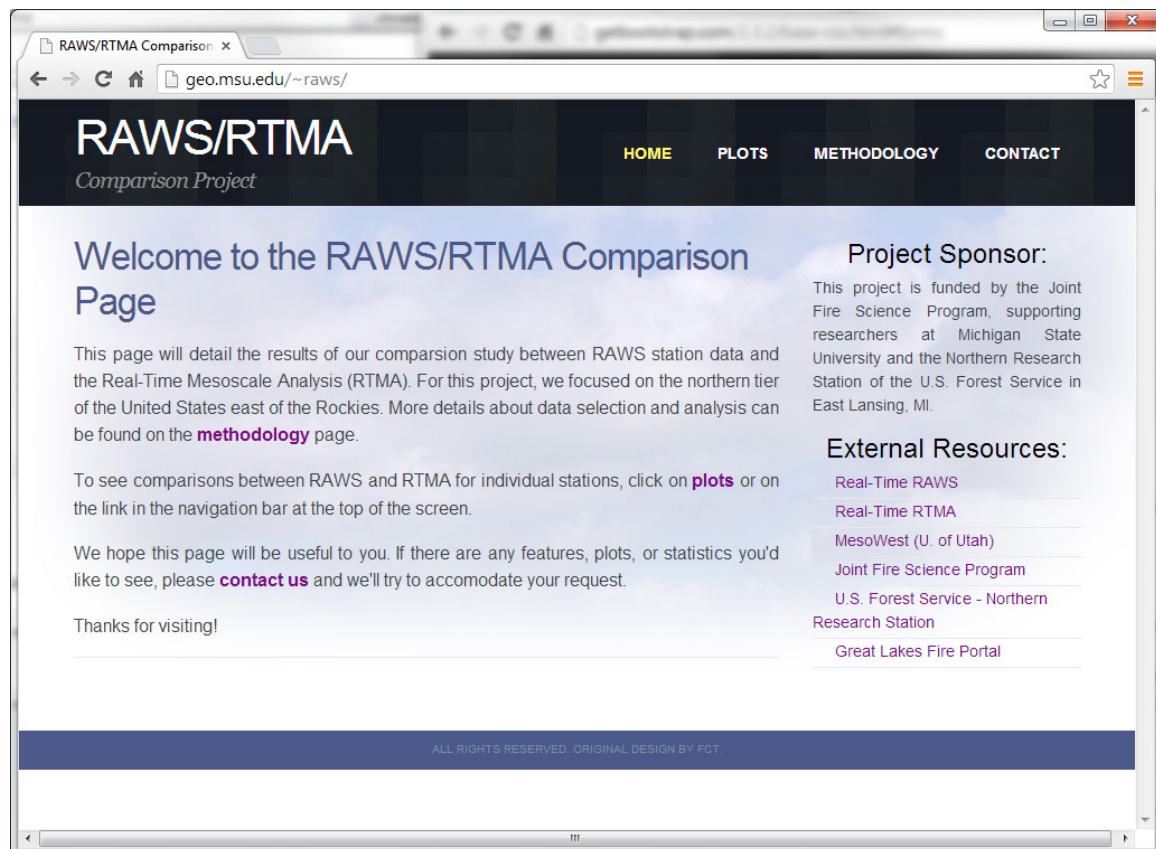 RAWS/RTMA Comparison
geo.msu.edu/~raws/
RAWS/RTMA
Comparison Project
HOME PLOTS METHODOLOGY CONTACT
Welcome to the RAWS/RTMA Comparison
Page
This page will detail the results of our comparsion study between RAWS station data and
the Real-Time Mesoscale Analysis (RTMA). For this project, we focused on the northern tier
of the United States east of the Rockies. More details about data selection and analysis can
be found on the methodology page.
To see comparisons between RAWS and RTMA for individual stations, click on plots or on
the link in the navigation bar at the top of the screen.
We hope this page will be useful to you. If there are any features, plots, or statistics you'd
like to see, please contact us and we'll try to accomodate your request.
Thanks for visiting!
Project Sponsor:
This project is funded by the Joint
Fire Science Program, supporting
researchers at Michigan State
University and the Northern Research
Station of the U.S. Forest Service in
East Lansing, MI.
External Resources:
Real-Time RAWS
Real-Time RTMA
MesoWest (U. of Utah)
Joint Fire Science Program
U.S. Forest Service - Northern
Research Station
Great Lakes Fire Portal
ALL RIGHTS RESERVED. ORIGINAL DESIGN BY FCT.